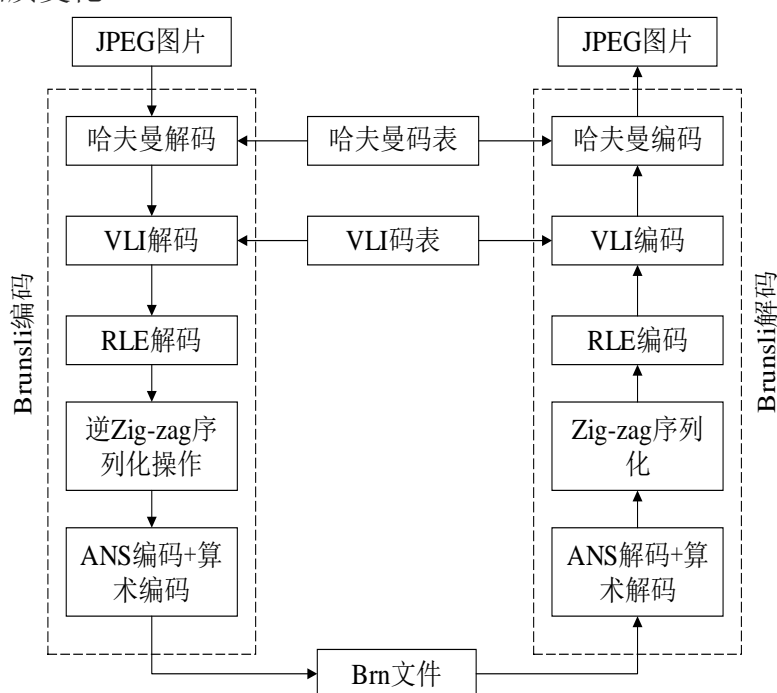 JPEG图片
JPEG图片
哈夫曼解码
哈夫曼码表
哈夫曼编码
VLI解码
VLI码表
VLI编码
Brunsli编码
Brunsli解码
RLE解码
RLE编码
逆Zig-zag序
列化操作
Zig-zag序列
化
ANS编码+算
术编码
ANS解码+算
术解码
Brn文件